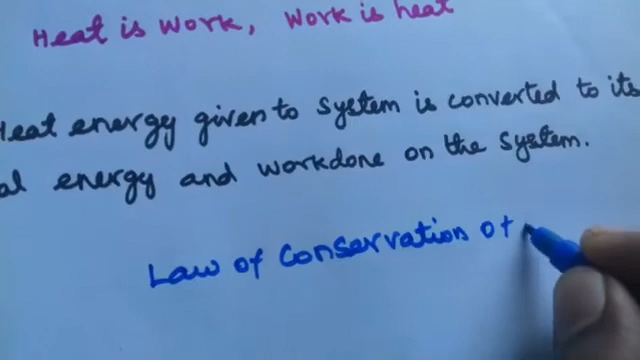 Heat is Work, Work is heat
Heat energy given to System is converted to its
al energy and workdone on the System.
Law of Conservation of